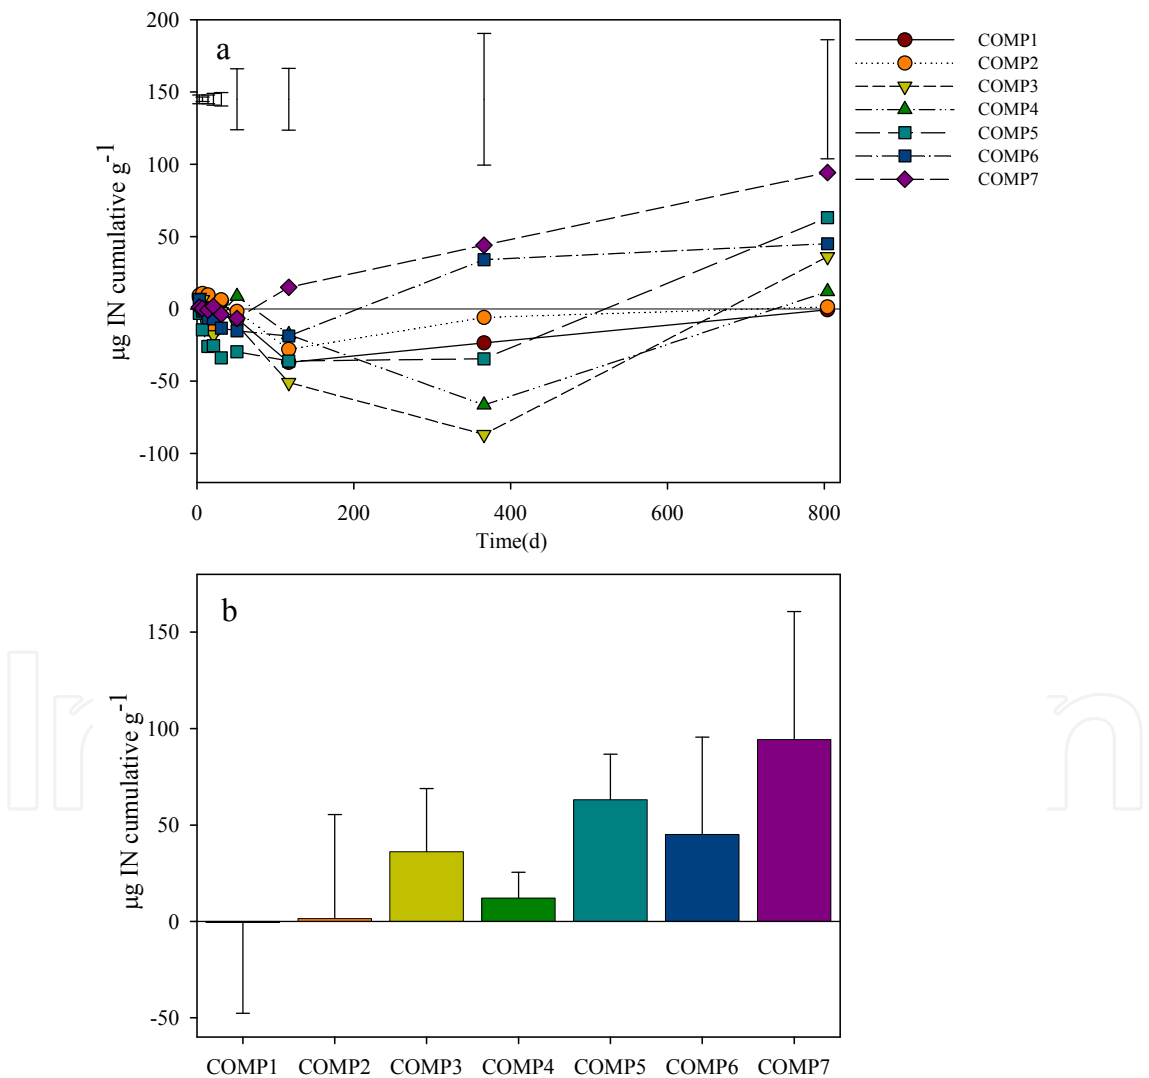 200
a
150
100
50
0
-50
-100
µg IN cumulative g-1
0 200 400 600 800
Time(d)
COMP1
COMP2
COMP3
COMP4
COMP5
COMP6
COMP7
b
150
100
50
0
-50
µg IN cumulative g-1
COMP1 COMP2 COMP3 COMP4 COMP5 COMP6 COMP7